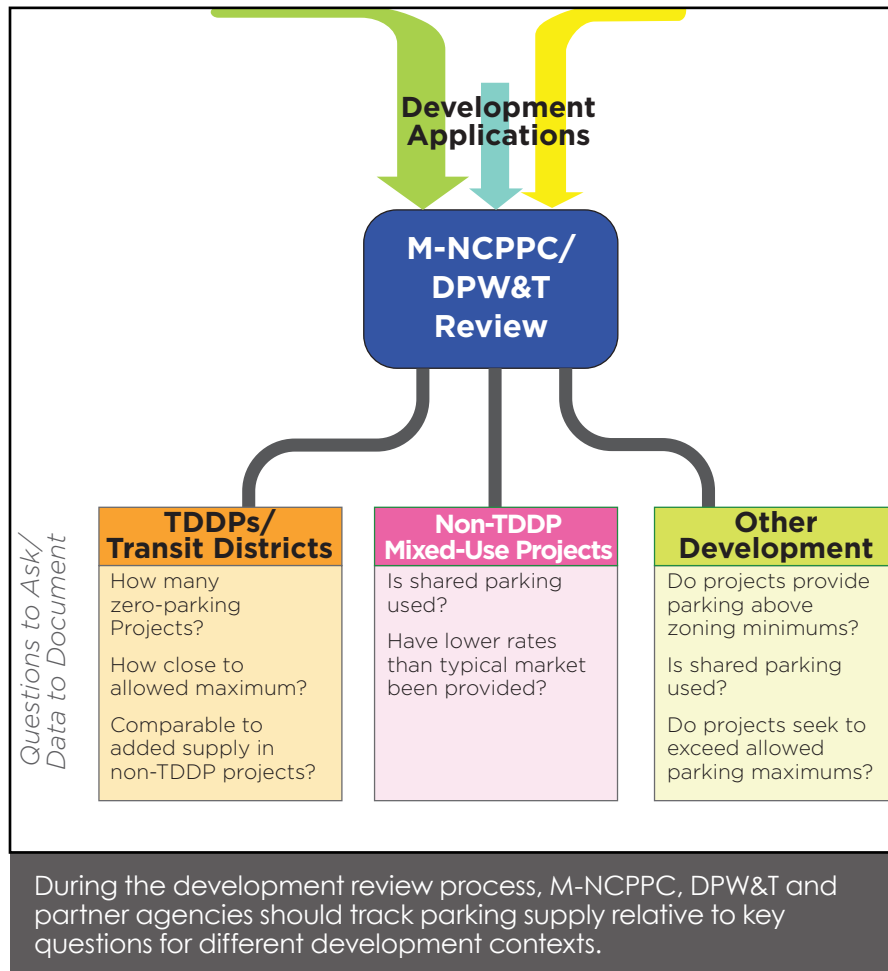 Development
Applications
M-NCPPC/
DPW&T
Review
Questions to Ask/
Data to Document
TDDPs/
Transit Districts
How many
zero-parking
Projects?
How close to
allowed maximum?
Comparable to
added supply in
non-TDDP projects?
Non-TDDP
Mixed-Use Projects
Is shared parking
used?
Have lower rates
than typical market
been provided?
Other
Development
Do projects provide
parking above
zoning minimums?
Is shared parking
used?
Do projects seek to
exceed allowed
parking maximums?
During the development review process, M-NCPPC, DPW&T and
partner agencies should track parking supply relative to key
questions for different development contexts.